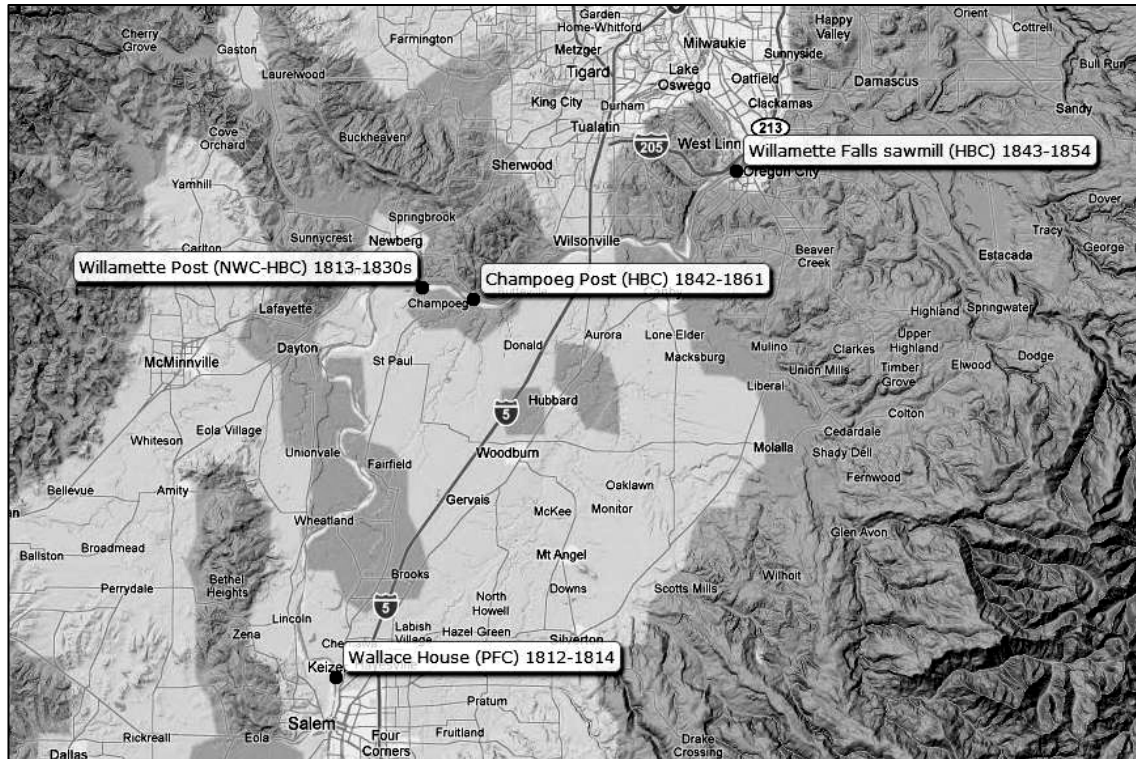 Cherry
Grove
Gaston
Farmington
Garden
Home-Whitford
Metzger
Milwaukie
Happy
Valley
Orient
Cottrell
Laurelwood
Tigard
Lake
Oswego
Sunnyside
Oatfield
Damascus
Bull Run
King City
Durham
Clackamas
Sandy
Cove
Orchard
Buckheaven
Tualatin
213
West Linn
205
Willamette Falls sawmill (HBC) 1843-1854
Sherwood
Oregon City
Yamhill
Dover
Springbrook
Tracy
Sunnycrest
Newberg
Wilsonville
Carlton
Beaver
Creek
George
Estacada
Willamette Post (NWC-HBC) 1813-1830s
Champoeg Post (HBC) 1842-1861
Champoeg
Canby
Lafayette
Highland
Springwater
Aurora
Lone Elder
Upper
Highland
Dayton
Donald
Mulino
Clarkes
McMinnville
St Paul
Macksburg
Dodge
Union Mills
Timber
Grove
Elwood
Liberal
Hubbard
5
Colton
Whiteson
Eola Village
Cedardale
Unionvale
Woodburn
Molalla
Shady Dell
Fairfield
Fernwood
Bellevue
Amity
Gervais
Oaklawn
McKee
Monitor
Wheatland
Glen Avon
Ballston
Broadmead
Mt Angel
Perrydale
Bethel
Heights
Brooks
Downs
Scotts Mills
Wilhoit
5
North
Howell
Lincoln
Zena
Labish
Village
Hazel Green
Silverton
Wallace House (PFC) 1812-1814
Pratum
Salem
Rickreall
Eola
Four
Corners
Fruitland
Drake
Crossing
Dallas